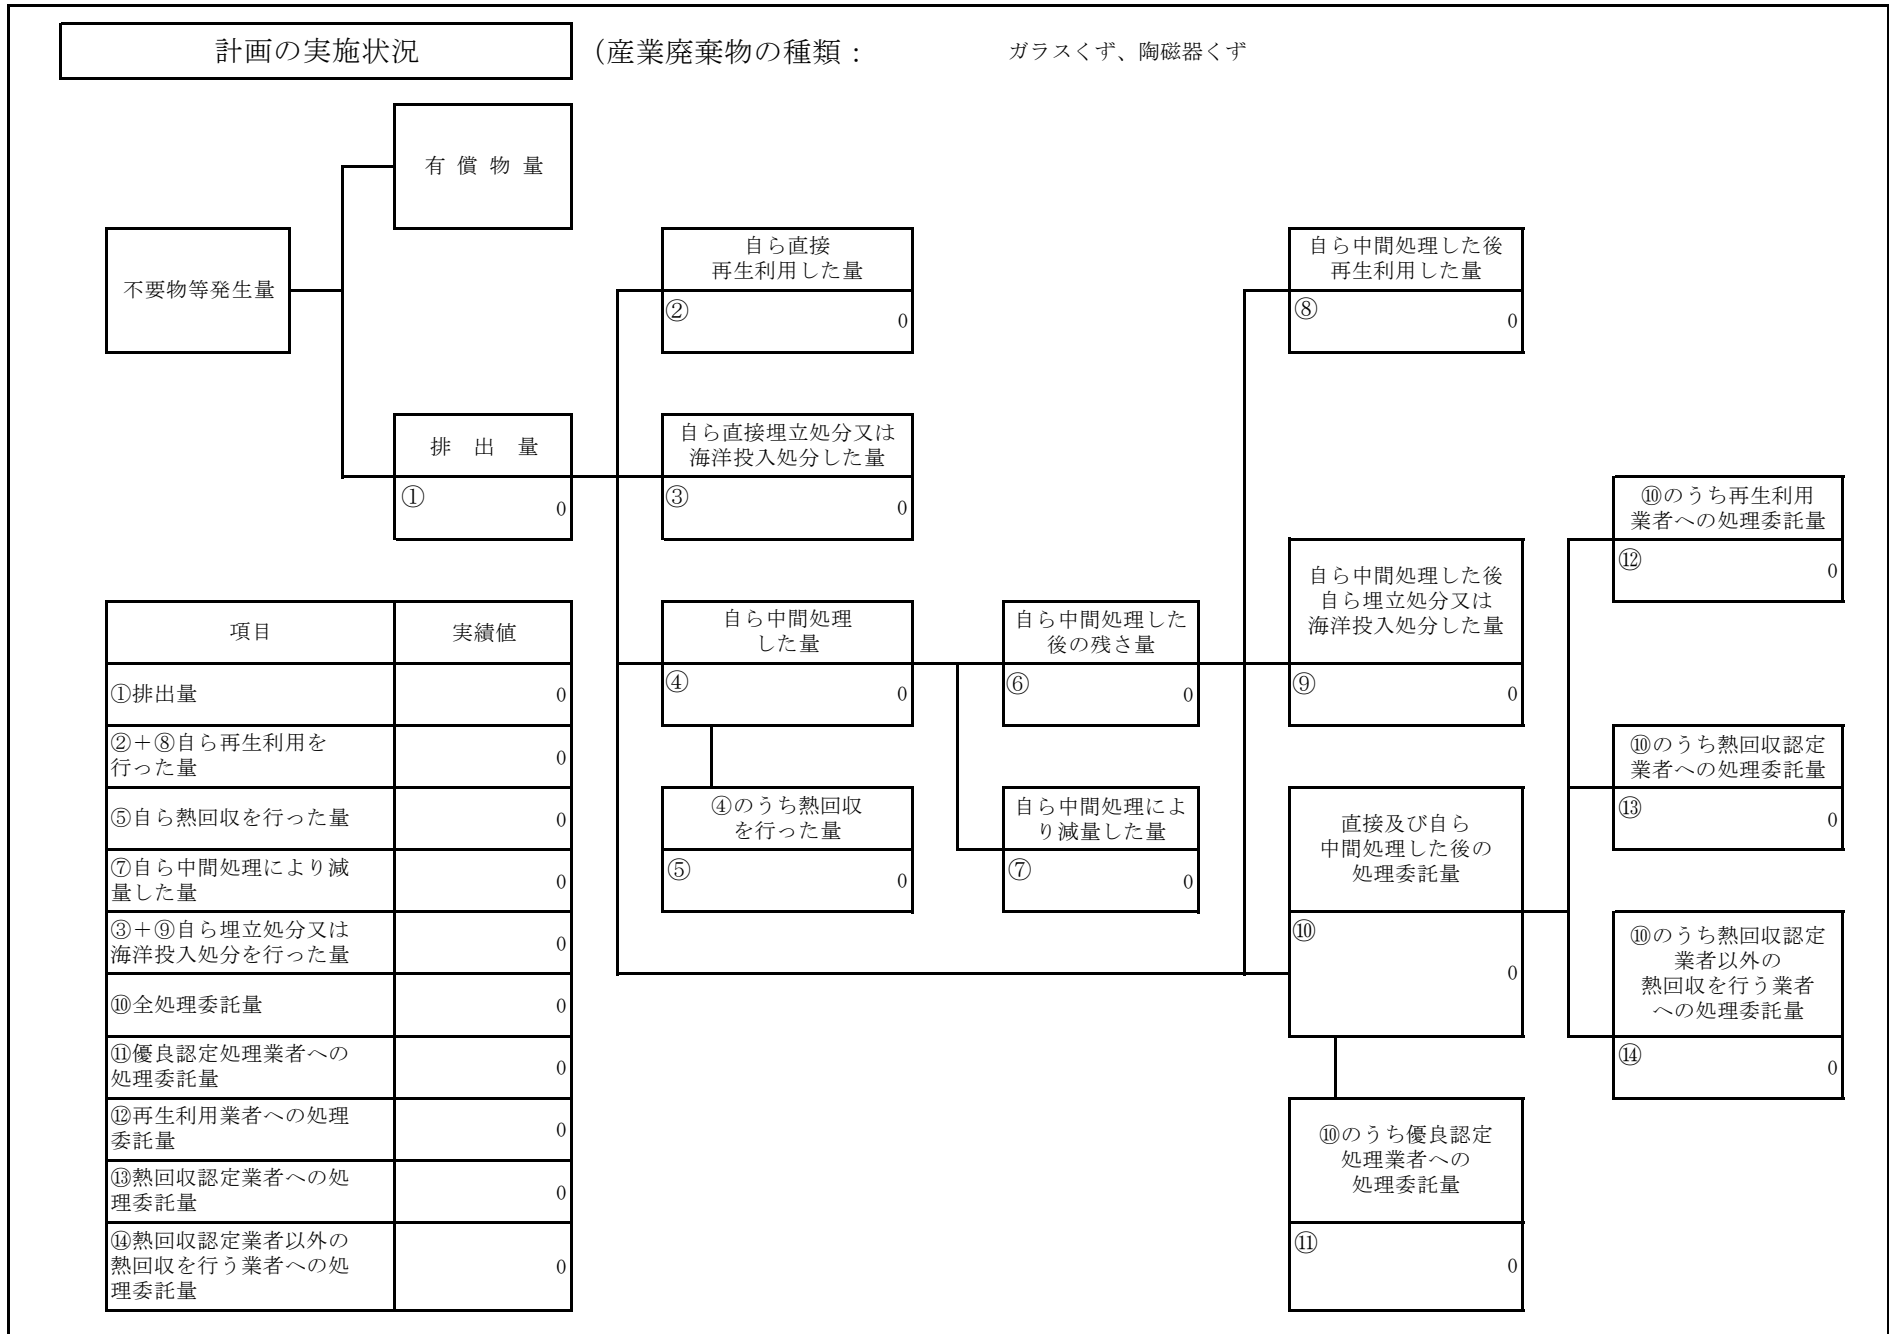 計画の実施状況
（産業廃棄物の種類：
ガラスくず、陶磁器くず
有 償 物 量
不要物等発生量
自ら直接
再生利用した量
②
0
自ら中間処理した後
再生利用した量
⑧
0
排 出 量
①
0
自ら直接埋立処分又は
海洋投入処分した量
③
0
⑩のうち再生利用
業者への処理委託量
⑫
0
自ら中間処理した後
自ら埋立処分又は
海洋投入処分した量
⑨
0
自ら中間処理
した量
④
0
自ら中間処理した
後の残さ量
⑥
0
⑩のうち熱回収認定
業者への処理委託量
⑬
0
④のうち熱回収
を行った量
⑤
0
自ら中間処理によ
り減量した量
⑦
0
直接及び自ら
中間処理した後の
処理委託量
⑩
0
⑩のうち熱回収認定
業者以外の
熱回収を行う業者
への処理委託量
⑭
0
⑩のうち優良認定
処理業者への
処理委託量
⑪
0
項目 実績値
①排出量 0
②＋⑧自ら再生利用を
行った量 0
⑤自ら熱回収を行った量 0
⑦自ら中間処理により減
量した量 0
③＋⑨自ら埋立処分又は
海洋投入処分を行った量 0
⑩全処理委託量 0
⑪優良認定処理業者への
処理委託量 0
⑫再生利用業者への処理
委託量 0
⑬熱回収認定業者への処
理委託量 0
⑭熱回収認定業者以外の
熱回収を行う業者への処 0
理委託量